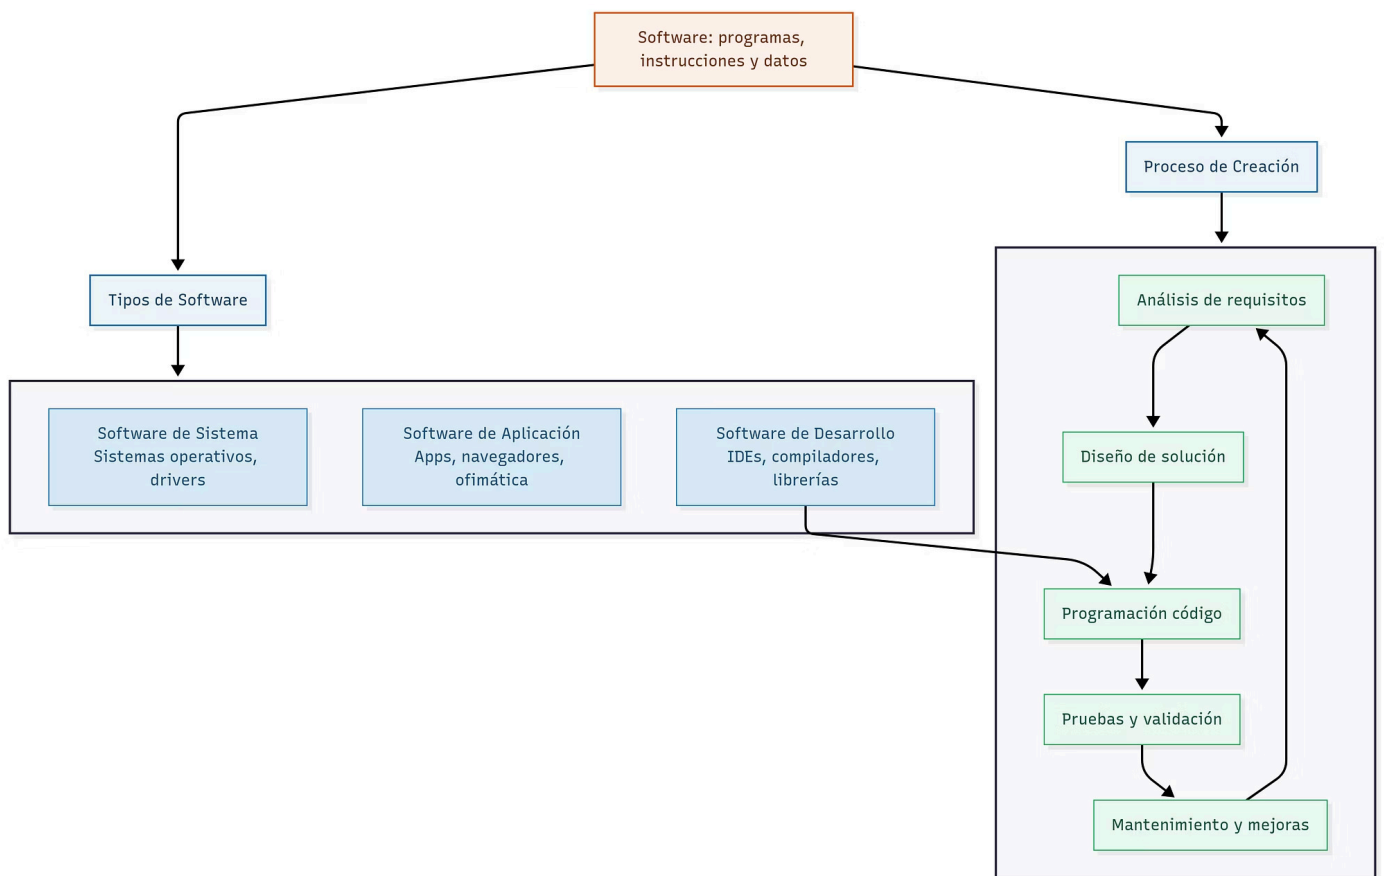 Software: programas,
instrucciones y datos
Proceso de Creación
Tipos de Software
Análisis de requisitos
Software de Sistema
Sistemas operativos,
drivers
Software de Aplicación
Apps, navegadores,
ofimática
Software de Desarrollo
IDEs, compiladores,
librerías
Diseño de solución
Programación código
Pruebas y validación
Mantenimiento y mejoras